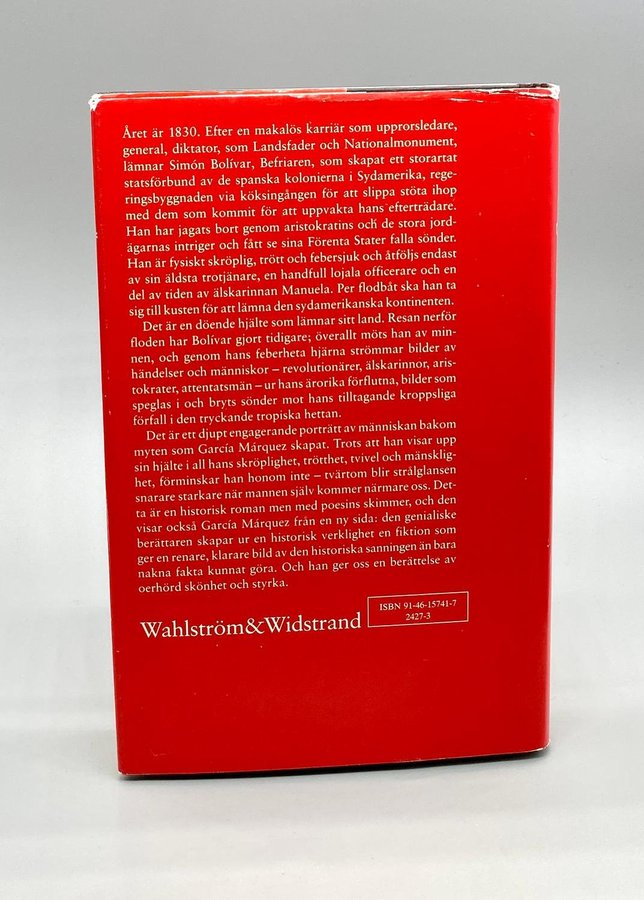 Året är 1830. Efter en makalös karriär som upprorsledare,
general, diktator, som Landsfader och Nationalmonument,
lämnar Simón Bolívar, Befriaren, som skapat ett storartat
statsförbund av de spanska kolonierna i Sydamerika, rege-
ringsbyggnaden via köksingången för att slippa stöta ihop
med dem som kommit för att uppvakta hans efterträdare.
Han har jagats bort genom aristokratins och de stora jord-
ägarnas intriger och fått se sina Förenta Stater falla sönder.
Han är fysiskt skröplig, trött och febersjuk och åtföljs endast
av sin äldsta trotjänare, en handfull lojala officerare och en
del av tiden av älskarinnan Manuela. Per flodbåt ska han ta
sig till kusten för att lämna den sydamerikanska kontinenten.
Det är en döende hjälte som lämnar sitt land. Resan nerför
floden har Bolívar gjort tidigare; överallt möts han av min-
nen, och genom hans feberheta hjärna strömmar bilder av
händelser och människor – revolutionärer, älskarinnor, aris-
tokrater, attentatsmän – ur hans ärorika förflutna, bilder som
speglas i och bryts sönder mot hans tilltagande kroppsliga
förfall i den tryckande tropiska hettan.
Det är ett djupt engagerande porträtt av människan bakom
myten som García Márquez skapat. Trots att han visar upp
sin hjälte i all hans skröplighet, trötthet, tvivel och mänsklig-
het, förminskar han honom inte – tvärtom blir strålglansen
snarare starkare när mannen själv kommer närmare oss. Det-
ta är en historisk roman men med poesins skimmer, och den
visar också García Márquez från en ny sida: den genialiske
berättaren skapar ur en historisk verklighet en fiktion som
ger en renare, klarare bild av den historiska sanningen än bara
nakna fakta kunnat göra. Och han ger oss en berättelse av
oerhörd skönhet och styrka.
Wahlström&Widstrand
ISBN 91-46-15741-7
2427-3